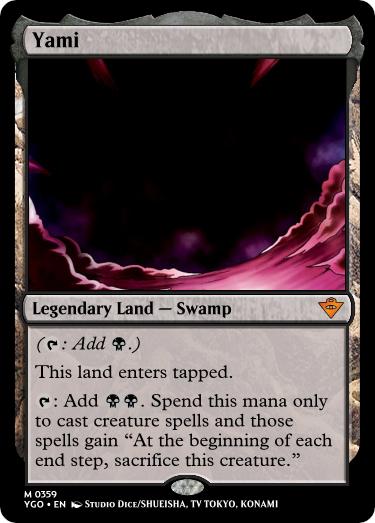 Yami
Legendary Land — Swamp
(: Add .)
This land enters tapped.
: Add . Spend this mana only
to cast creature spells and those
spells gain “At the beginning of each
end step, sacrifice this creature.”
M 0359
YGO • EN Studio Dice/SHUEISHA, TV TOKYO, KONAMI